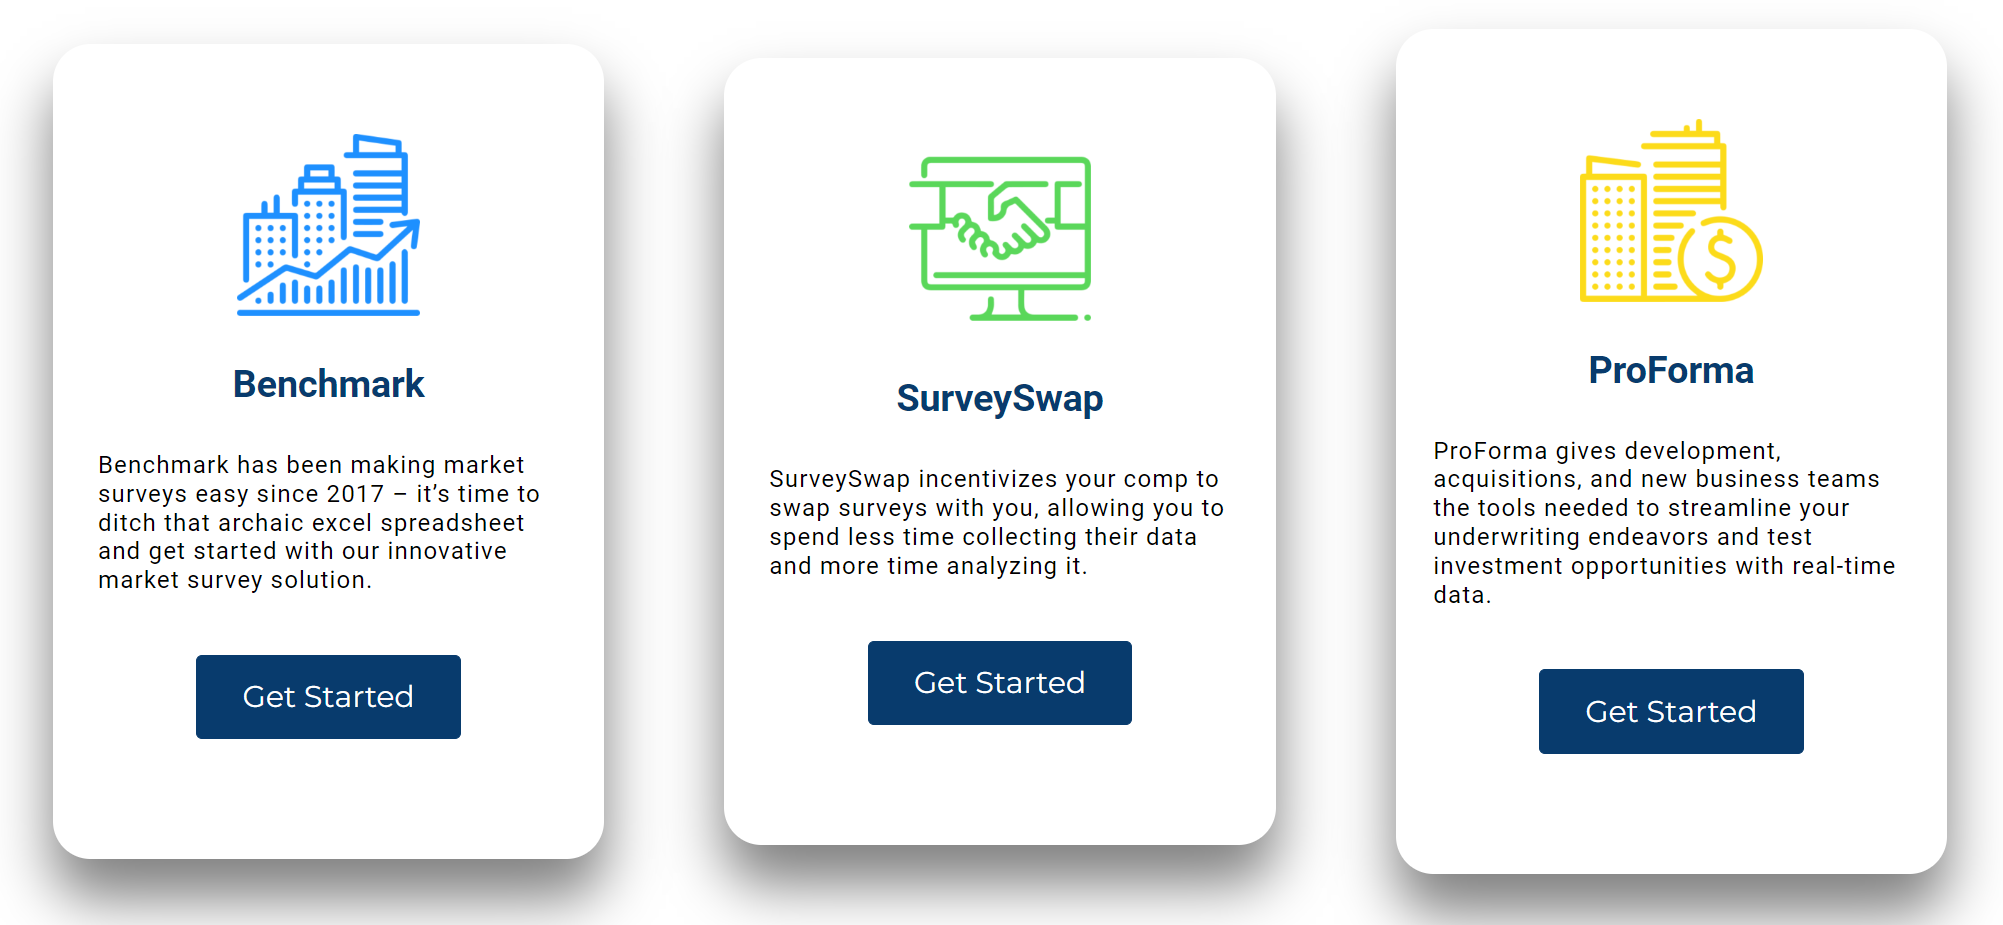 Benchmark
Benchmark has been making market
surveys easy since 2017 – it’s time to
ditch that archaic excel spreadsheet
and get started with our innovative
market survey solution.
Get Started
SurveySwap
SurveySwap incentivizes your comp to
swap surveys with you, allowing you to
spend less time collecting their data
and more time analyzing it.
Get Started
$
ProForma
ProForma gives development,
acquisitions, and new business teams
the tools needed to streamline your
underwriting endeavors and test
investment opportunities with real-time
data.
Get Started